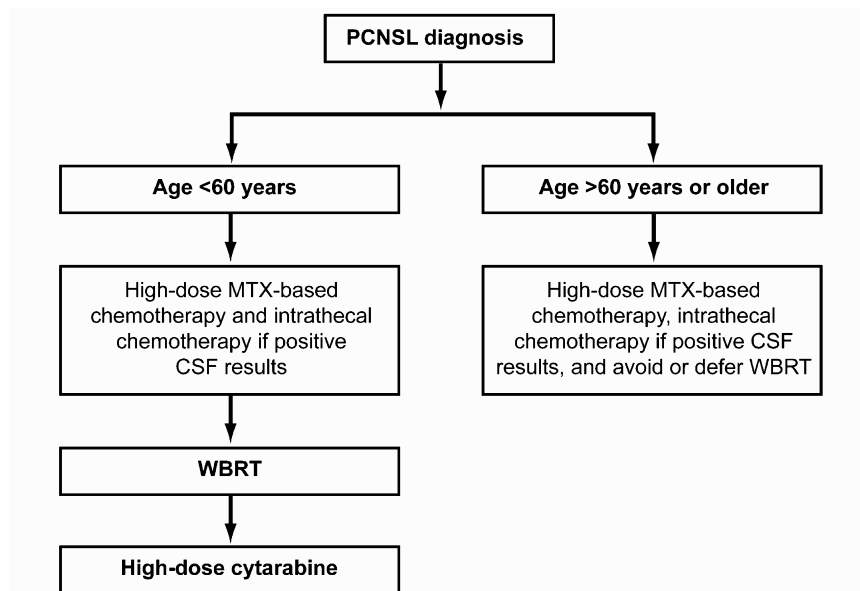 PCNSL diagnosis
Age <60 years
Age >60 years or older
High-dose MTX-based
chemotherapy and intrathecal
chemotherapy if positive
CSF results
High-dose MTX-based
chemotherapy, intrathecal
chemotherapy if positive CSF
results, and avoid or defer WBRT
WBRT
High-dose cytarabine